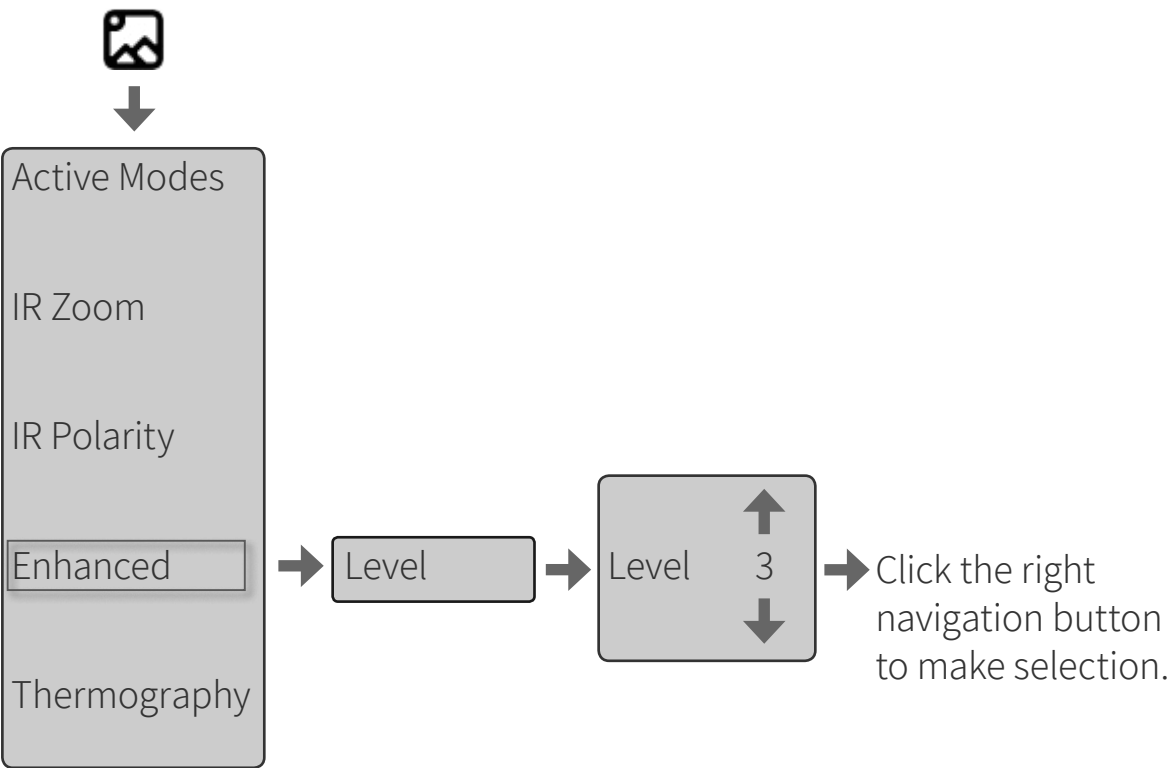 Active Modes
IR Zoom
IR Polarity
Enhanced
Level
Level 3
Click the right
navigation button
to make selection.
Thermography